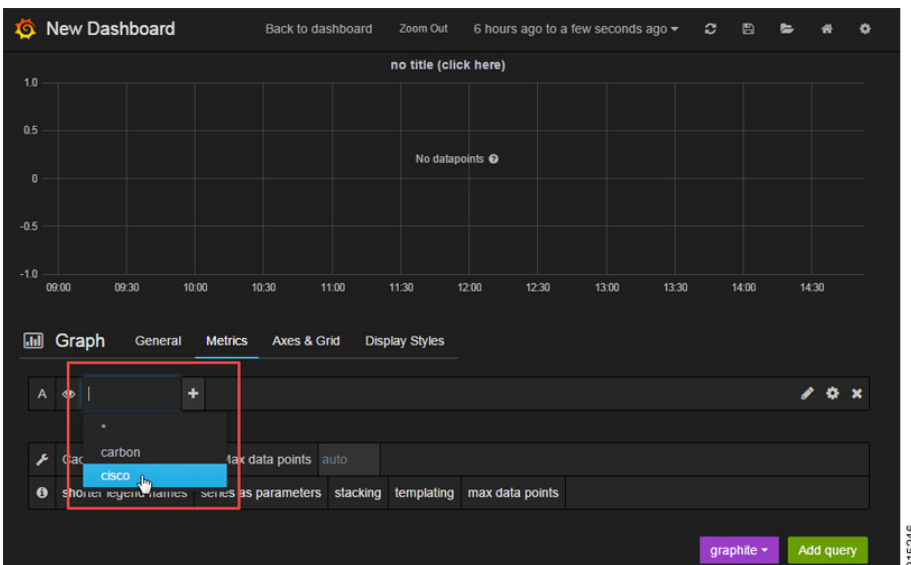 New Dashboard Back to dashboard Zoom Out 6 hours ago to a few seconds ago
no title (click here)
1.0
0.5
No datapoints
0
-0.5
-1.0
09:00 09:30 10:00 10:30 11:00 11:30 12:00 12:30 13:00 13:30 14:00 14:30
Graph General Metrics Axes & Grid Display Styles
A
*
carbon
Max data points auto
cisco
shorter legend names series as parameters stacking templating max data points
graphite Add query